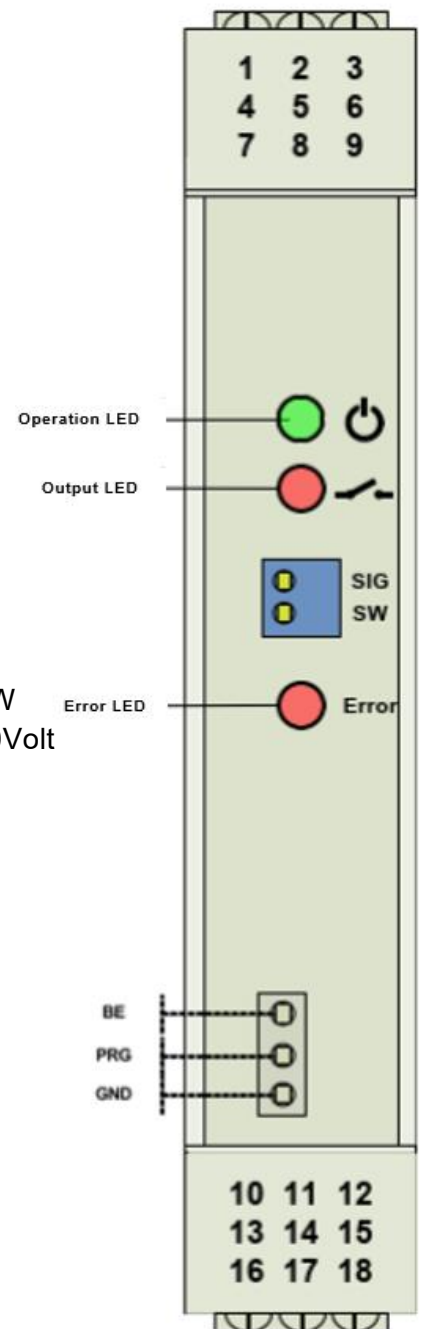 1 2 3
4 5 6
7 8 9
Operation LED
Output LED
SIG
SW
W
Error LED
Error
Volt
BE
PRG
GND
10 11 12
13 14 15
16 17 18